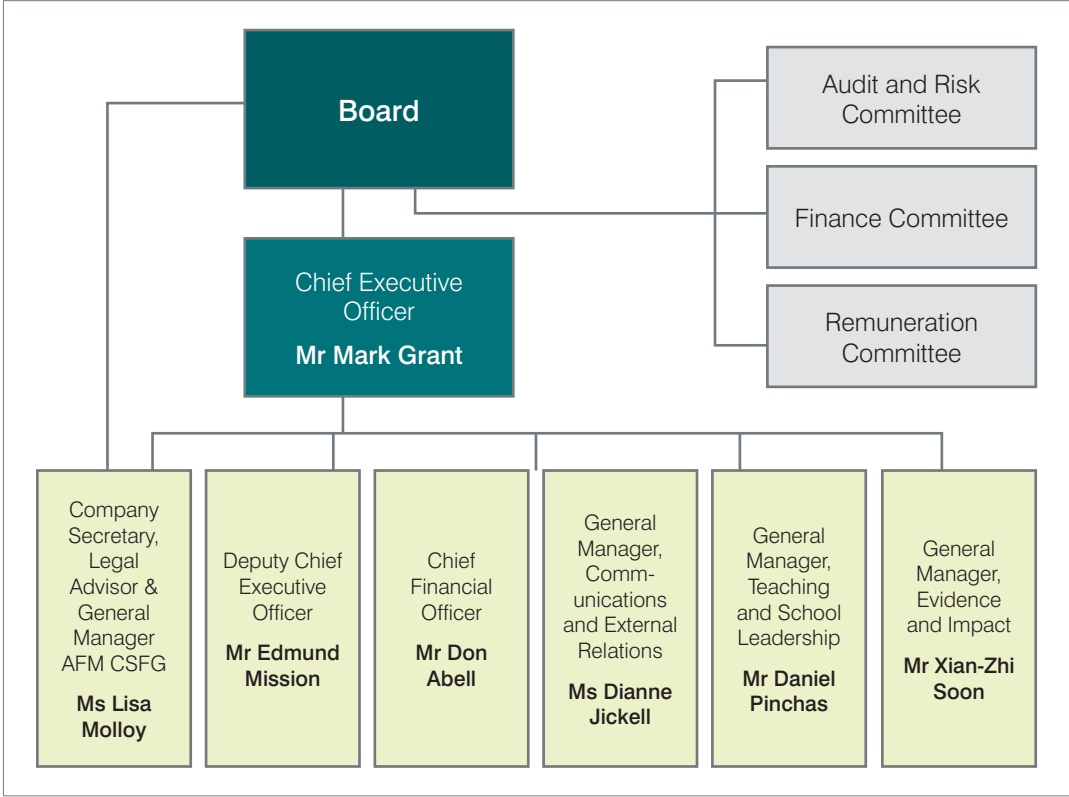 Board
Audit and Risk
Committee
Finance Committee
Remuneration
Committee
Chief Executive
Officer
Mr Mark Grant
Company
Secretary,
Legal
Advisor &
General
Manager
AFM CSFG
Ms Lisa
Molloy
Deputy Chief
Executive
Officer
Mr Edmund
Mission
Chief
Financial
Officer
Mr Don
Abell
General
Manager,
Comm-
unications
and External
Relations
Ms Dianne
Jickell
General
Manager,
Teaching
and School
Leadership
Mr Daniel
Pinchas
General
Manager,
Evidence
and Impact
Mr Xian-Zhi
Soon